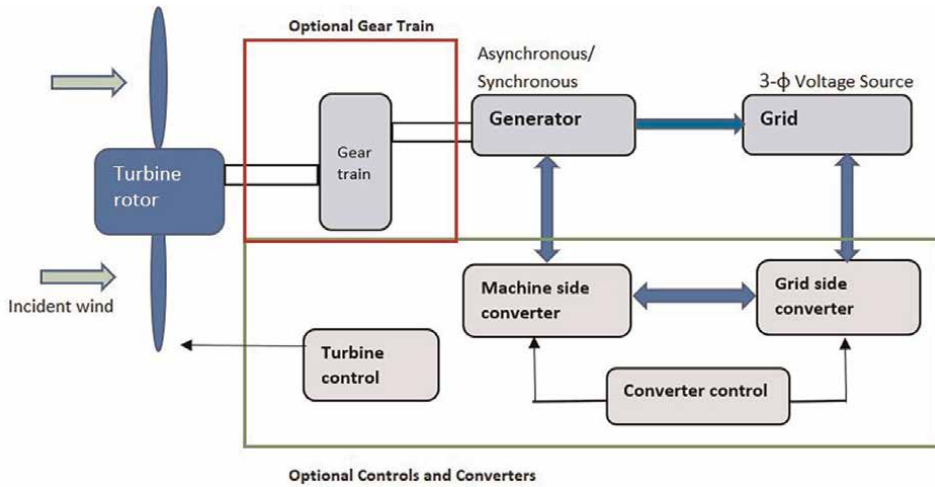 Optional Gear Train
Asynchronous/
Synchronous
3-ϕ Voltage Source
Generator
Grid
Gear
train
Turbine
rotor
Incident wind
Machine side
converter
Grid side
converter
Turbine
control
Converter control
Optional Controls and Converters